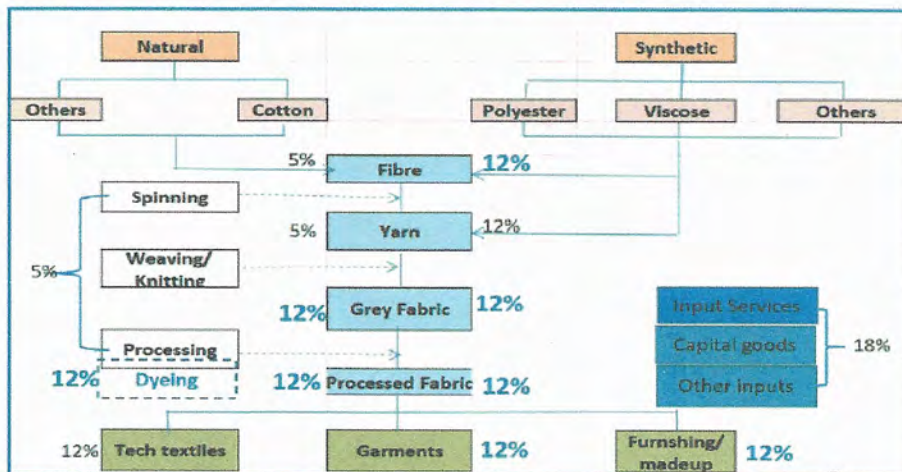 Natural
Synthetic
Others
Cotton
Polyester
Viscose
Others
5%
Fibre
12%
Spinning
5%
Yarn
12%
5%
Weaving/
Knitting
12%
Grey Fabric
12%
Input Services
Capital goods
Other inputs
18%
Processing
12%
Dyeing
12%
Processed Fabric
12%
12%
Tech textiles
Garments
12%
Furnshing/
madeup
12%